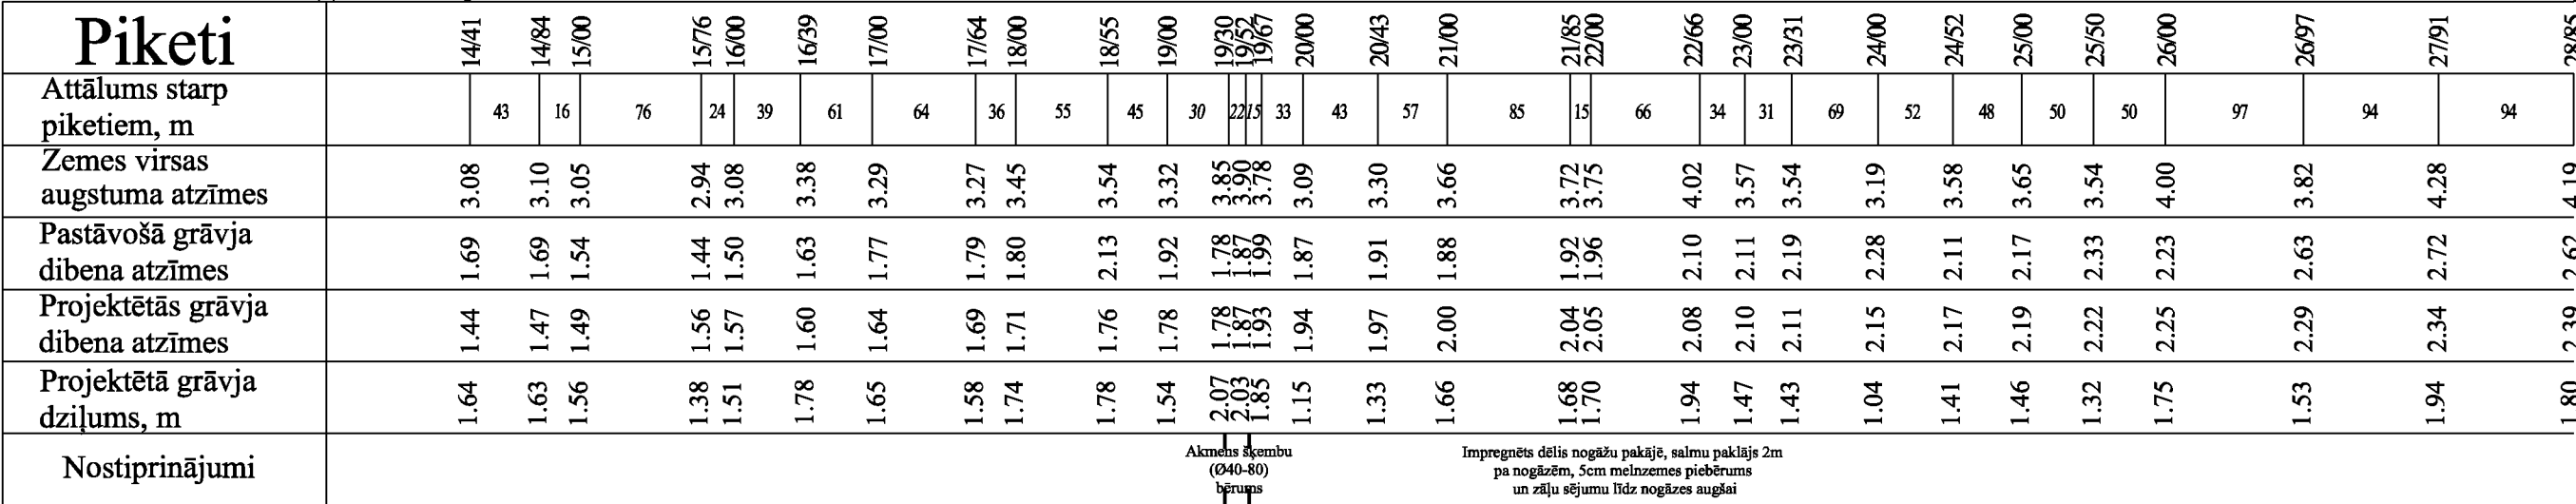 Piketi 14/41 14/84 15/00 15/76 16/00 16/39 17/00 17/64 18/00 18/55 19/00 19/30 19/52 19/67 20/00 20/43 21/00 21/85 22/00 22/66 23/00 23/31 24/00 24/52 25/00 25/50 26/00 26/97 27/91 28/85
Attālums starp
piketiem, m
43 16 76 24 39 61 64 36 55 45 30 22 15 33 43 57 85 15 66 34 31 69 52 48 50 50 97 94 94
Zemes virsas
augstuma atzīmes
3.08 3.10 3.05 2.94 3.08 3.38 3.29 3.27 3.45 3.54 3.32 3.85 3.90 3.78 3.09 3.30 3.66 3.72 3.75 4.02 3.57 3.54 3.19 3.58 3.65 3.54 4.00 3.82 4.28 4.19
Pastāvošā grāvja
dibena atzīmes
1.69 1.69 1.54 1.44 1.50 1.63 1.77 1.79 1.80 2.13 1.92 1.78 1.87 1.99 1.87 1.91 1.88 1.92 1.96 2.10 2.11 2.19 2.28 2.11 2.17 2.33 2.23 2.63 2.72 2.62
Projektētās grāvja
dibena atzīmes
1.44 1.47 1.49 1.56 1.57 1.60 1.64 1.69 1.71 1.76 1.78 1.78 1.87 1.93 1.94 1.97 2.00 2.04 2.05 2.08 2.10 2.11 2.15 2.17 2.19 2.22 2.25 2.29 2.34 2.39
Projektētā grāvja
dziļums, m
1.64 1.63 1.56 1.38 1.51 1.78 1.65 1.58 1.74 1.78 1.54 2.07 2.03 1.85 1.15 1.33 1.66 1.68 1.70 1.94 1.47 1.43 1.04 1.41 1.46 1.32 1.75 1.53 1.94 1.80
Nostiprinājumi
Akmens šķembu
(Ø40-80)
bērums
Impregnēts dēlis nogāžu pakājē, salmu paklājs 2m
pa nogāzēm, 5cm melnzemes piebērums
un zāļu sējumu līdz nogāzes augšai